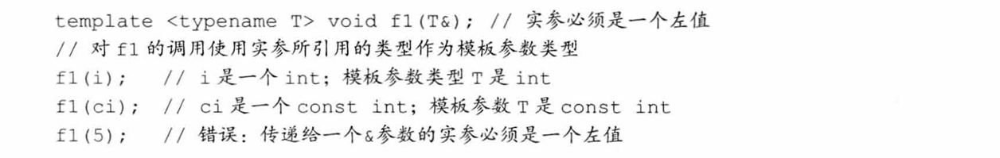 template <typename T> void f1(T&); // 实参必须是一个左值
// 对 f1 的调用使用实参所引用的类型作为模板参数类型
f1(i); // i 是一个 int; 模板参数类型 T 是 int
f1(ci); // ci 是一个 const int; 模板参数 T 是 const int
f1(5); // 错误: 传递给一个&参数的实参必须是一个左值